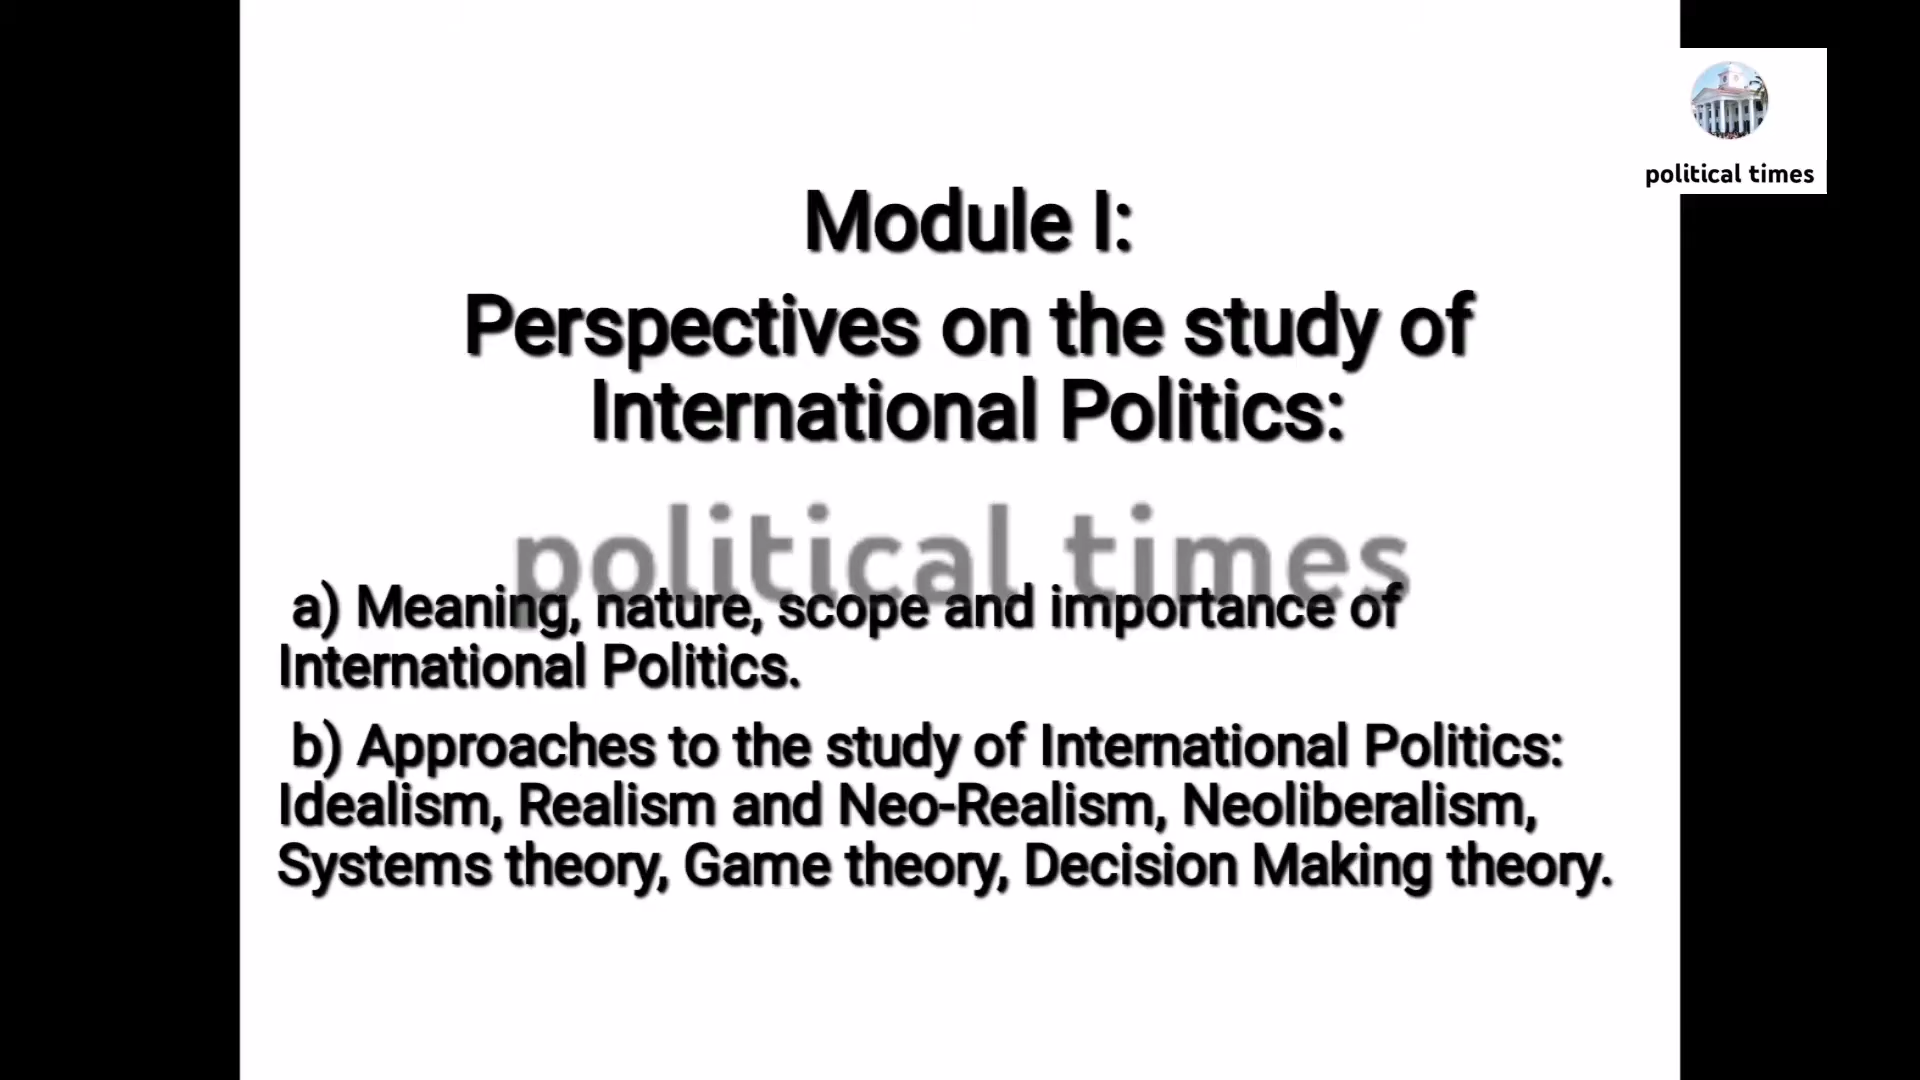 political times
Module I:
Perspectives on the study of
International Politics:
political times
a) Meaning, nature, scope and importance of
International Politics.
b) Approaches to the study of International Politics:
Idealism, Realism and Neo-Realism, Neoliberalism,
Systems theory, Game theory, Decision Making theory.